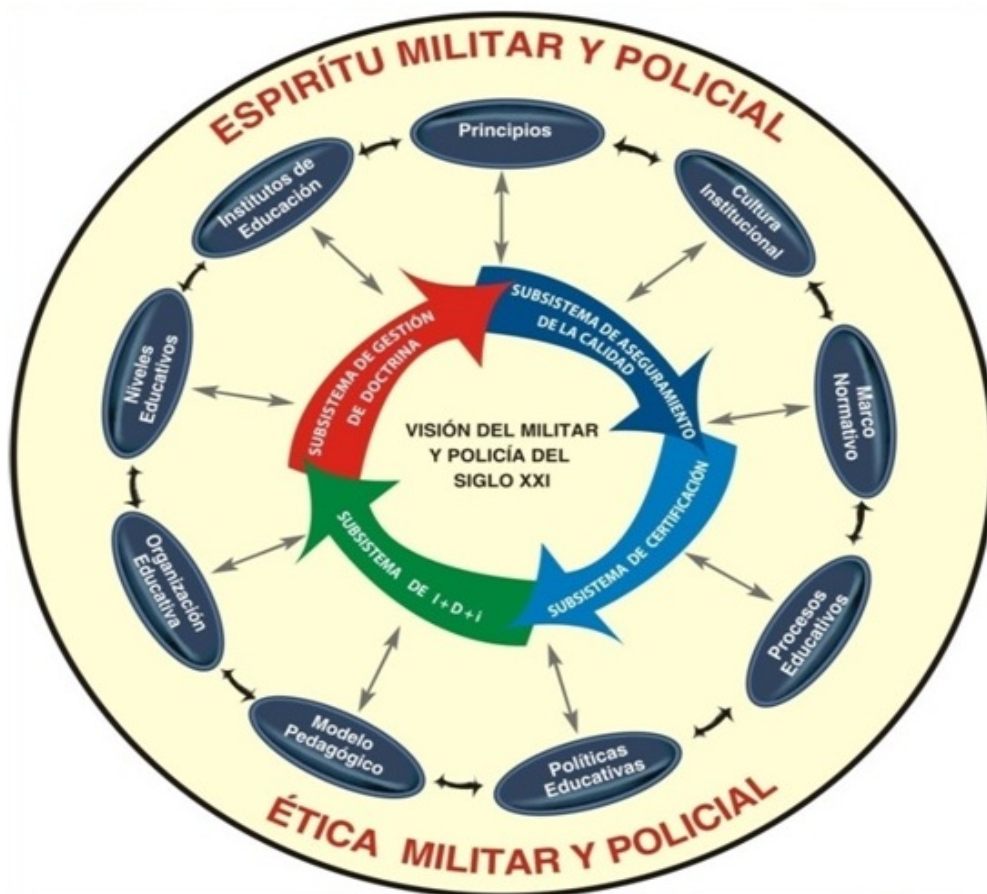 ESPIRÍTU MILITAR Y POLICIAL
Principios
Cultura
Institucional
Marco
Normativo
Procesos
Educativos
Políticas
Educativas
Modelo
Pedagógico
Organización
Educativa
Niveles
Educativos
Institutos de
Educación
SUBSISTEMA DE ASEGURAMIENTO
DE LA CALIDAD
SUBSISTEMA DE CERTIFICACIÓN
SUBSISTEMA DE I+D+i
SUBSISTEMA DE GESTIÓN
DE DOCTRINA
VISIÓN DEL MILITAR
Y POLICÍA DEL
SIGLO XXI
ÉTICA MILITAR Y POLICIAL